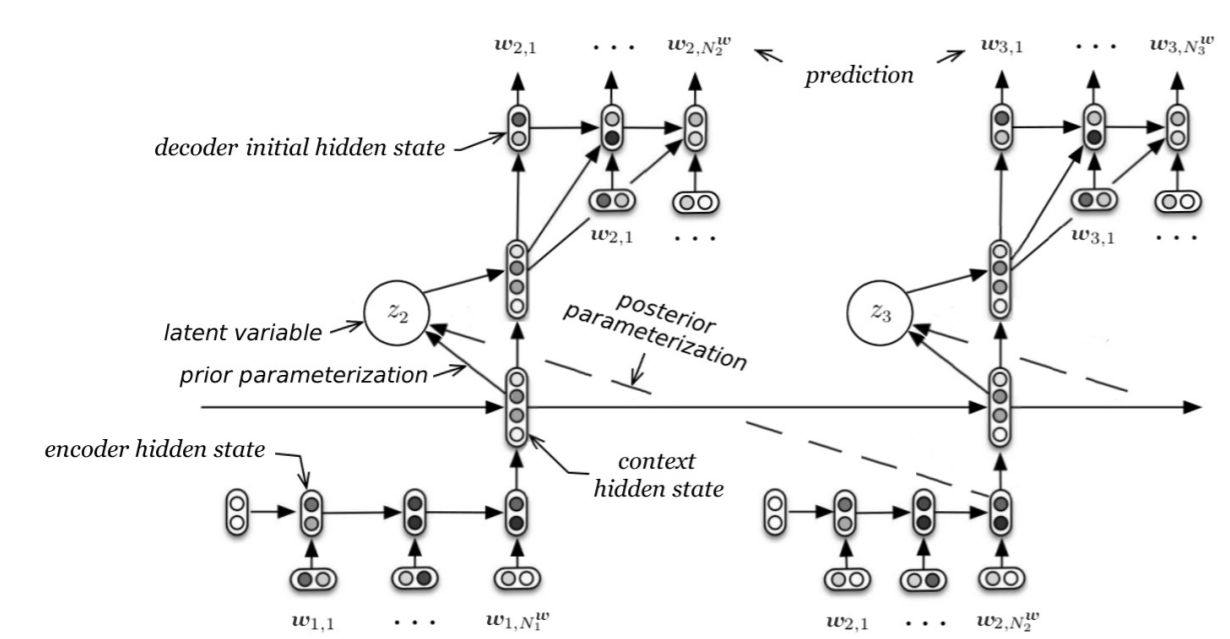 w_{2,1} . . . w_{2,N_2^w} w_{3,1} . . . w_{3,N_3^w}
prediction
decoder initial hidden state
w_{2,1} . . . w_{3,1} . . .
z_2 z_3
posterior
parameterization
latent variable
prior parameterization
encoder hidden state
context
hidden state
w_{1,1} . . . w_{1,N_1^w} w_{2,1} . . . w_{2,N_2^w}